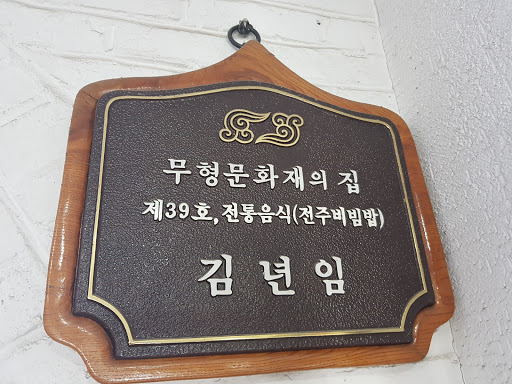 무형문화재의 집
제39호, 전통음식(전주비빔밥)
김년임